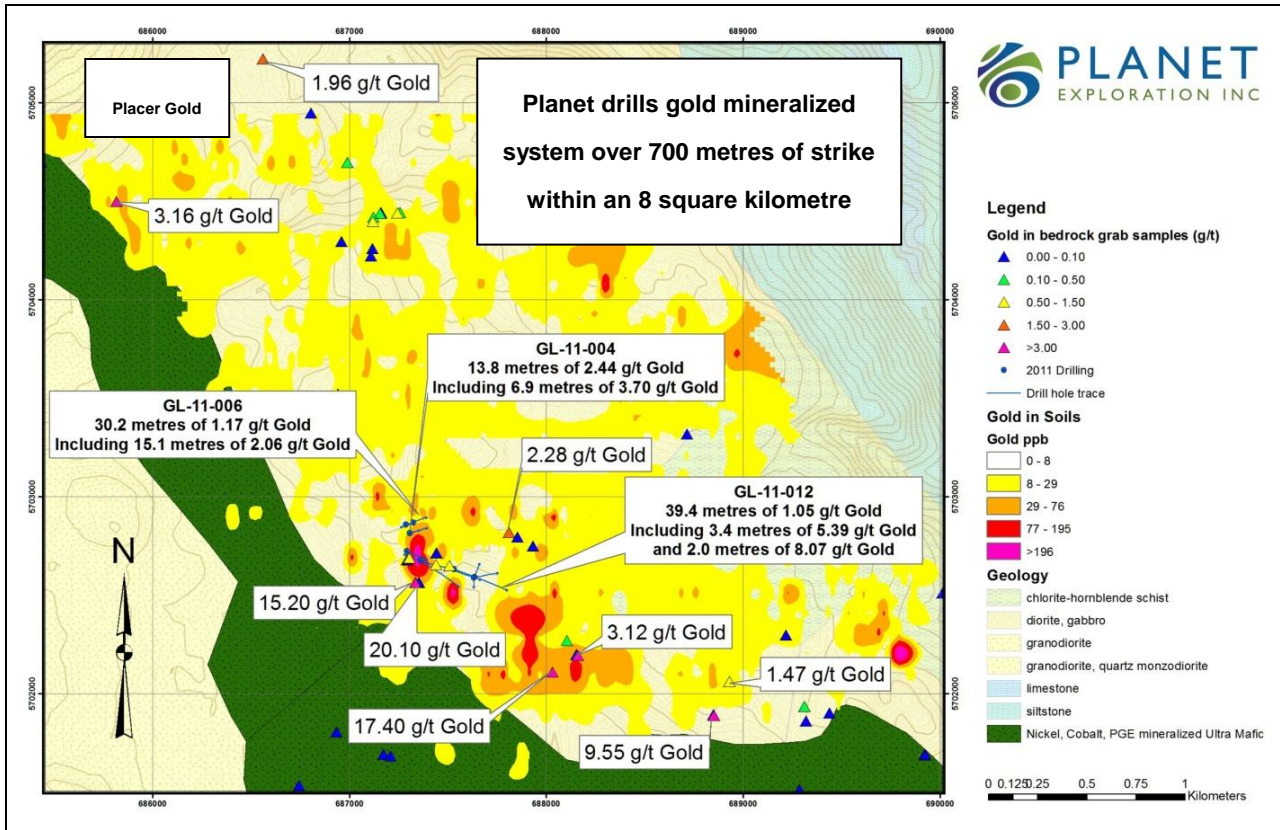 686000
687000
688000
689000
690000
PLANET
EXPLORATION INC
1.96 g/t Gold
Placer Gold
Planet drills gold mineralized
system over 700 metres of strike
within an 8 square kilometre
5705000
5705000
3.16 g/t Gold
5704000
5704000
GL-11-004
13.8 metres of 2.44 g/t Gold
Including 6.9 metres of 3.70 g/t Gold
GL-11-006
30.2 metres of 1.17 g/t Gold
Including 15.1 metres of 2.06 g/t Gold
2.28 g/t Gold
GL-11-012
39.4 metres of 1.05 g/t Gold
Including 3.4 metres of 5.39 g/t Gold
and 2.0 metres of 8.07 g/t Gold
5703000
5703000
N
15.20 g/t Gold
20.10 g/t Gold
3.12 g/t Gold
1.47 g/t Gold
17.40 g/t Gold
9.55 g/t Gold
5702000
5702000
686000
687000
688000
689000
690000
Legend
Gold in bedrock grab samples (g/t)
0.00 - 0.10
0.10 - 0.50
0.50 - 1.50
1.50 - 3.00
>3.00
2011 Drilling
Drill hole trace
Gold in Soils
Gold ppb
0 - 8
8 - 29
29 - 76
77 - 195
>196
Geology
chlorite-hornblende schist
diorite, gabbro
granodiorite
granodiorite, quartz monzodiorite
limestone
siltstone
Nickel, Cobalt, PGE mineralized Ultra Mafic
0 0.125 0.25 0.5 0.75 1
Kilometers